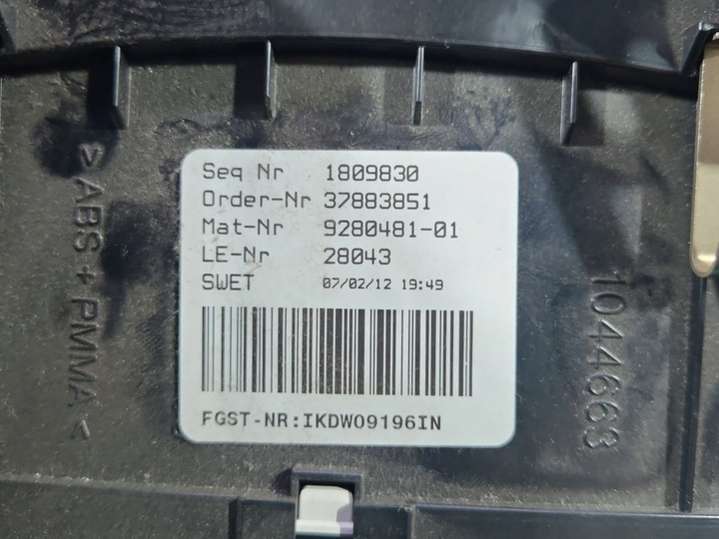 Seq Nr 1809830
Order-Nr 37883851
Mat-Nr 9280481-01
LE-Nr 28043
SWET 07/02/12 19:49
FGST-NR:IKDW09196IN
>ABS+PMMA<
1044663